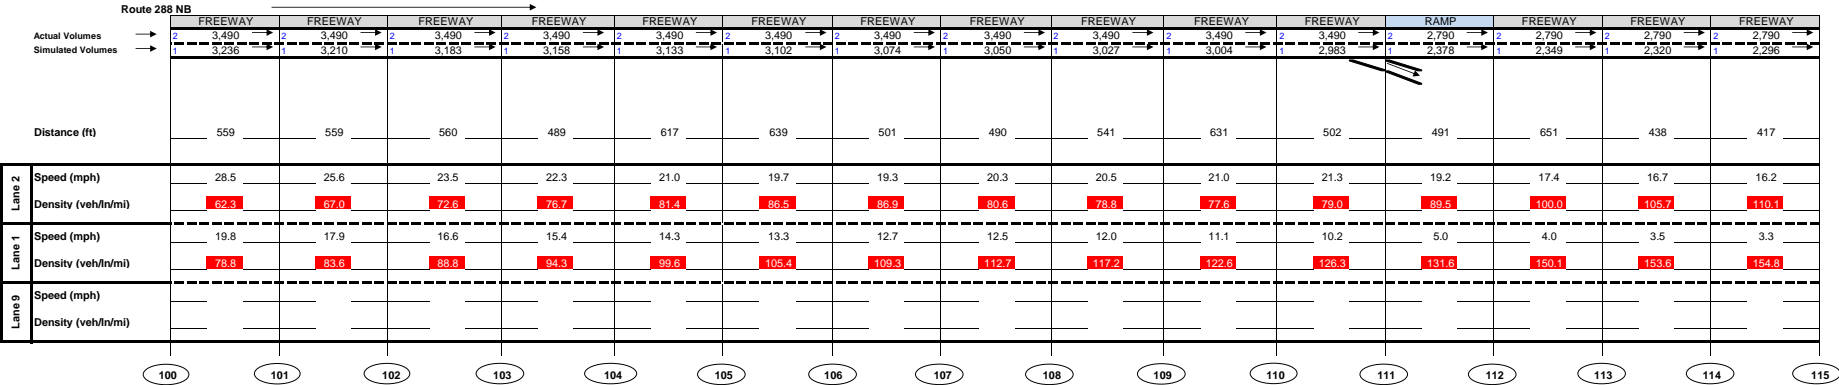 Route 288 NB
FREEWAY FREEWAY FREEWAY FREEWAY FREEWAY FREEWAY FREEWAY FREEWAY FREEWAY FREEWAY FREEWAY RAMP FREEWAY FREEWAY FREEWAY
Actual Volumes 2 3,490 2 3,490 2 3,490 2 3,490 2 3,490 2 3,490 2 3,490 2 3,490 2 3,490 2 3,490 2 3,490 2 2,790 2 2,790 2 2,790 2 2,790
Simulated Volumes 1 3,236 1 3,210 1 3,183 1 3,158 1 3,133 1 3,102 1 3,074 1 3,050 1 3,027 1 3,004 1 2,983 1 2,378 1 2,349 1 2,320 1 2,296
Distance (ft) 559 559 560 489 617 639 501 490 541 631 502 491 651 438 417
Lane 2
Speed (mph) 28.5 25.6 23.5 22.3 21.0 19.7 19.3 20.3 20.5 21.0 21.3 19.2 17.4 16.7 16.2
Density (veh/ln/mi) 62.3 67.0 72.6 76.7 81.4 86.5 86.9 80.6 78.8 77.6 79.0 89.5 100.0 105.7 110.1
Lane 1
Speed (mph) 19.8 17.9 16.6 15.4 14.3 13.3 12.7 12.5 12.0 11.1 10.2 5.0 4.0 3.5 3.3
Density (veh/ln/mi) 78.8 83.6 88.8 94.3 99.6 105.4 109.3 112.7 117.2 122.6 126.3 131.6 150.1 153.6 154.8
Lane 9
Speed (mph)
Density (veh/ln/mi)
100 101 102 103 104 105 106 107 108 109 110 111 112 113 114 115